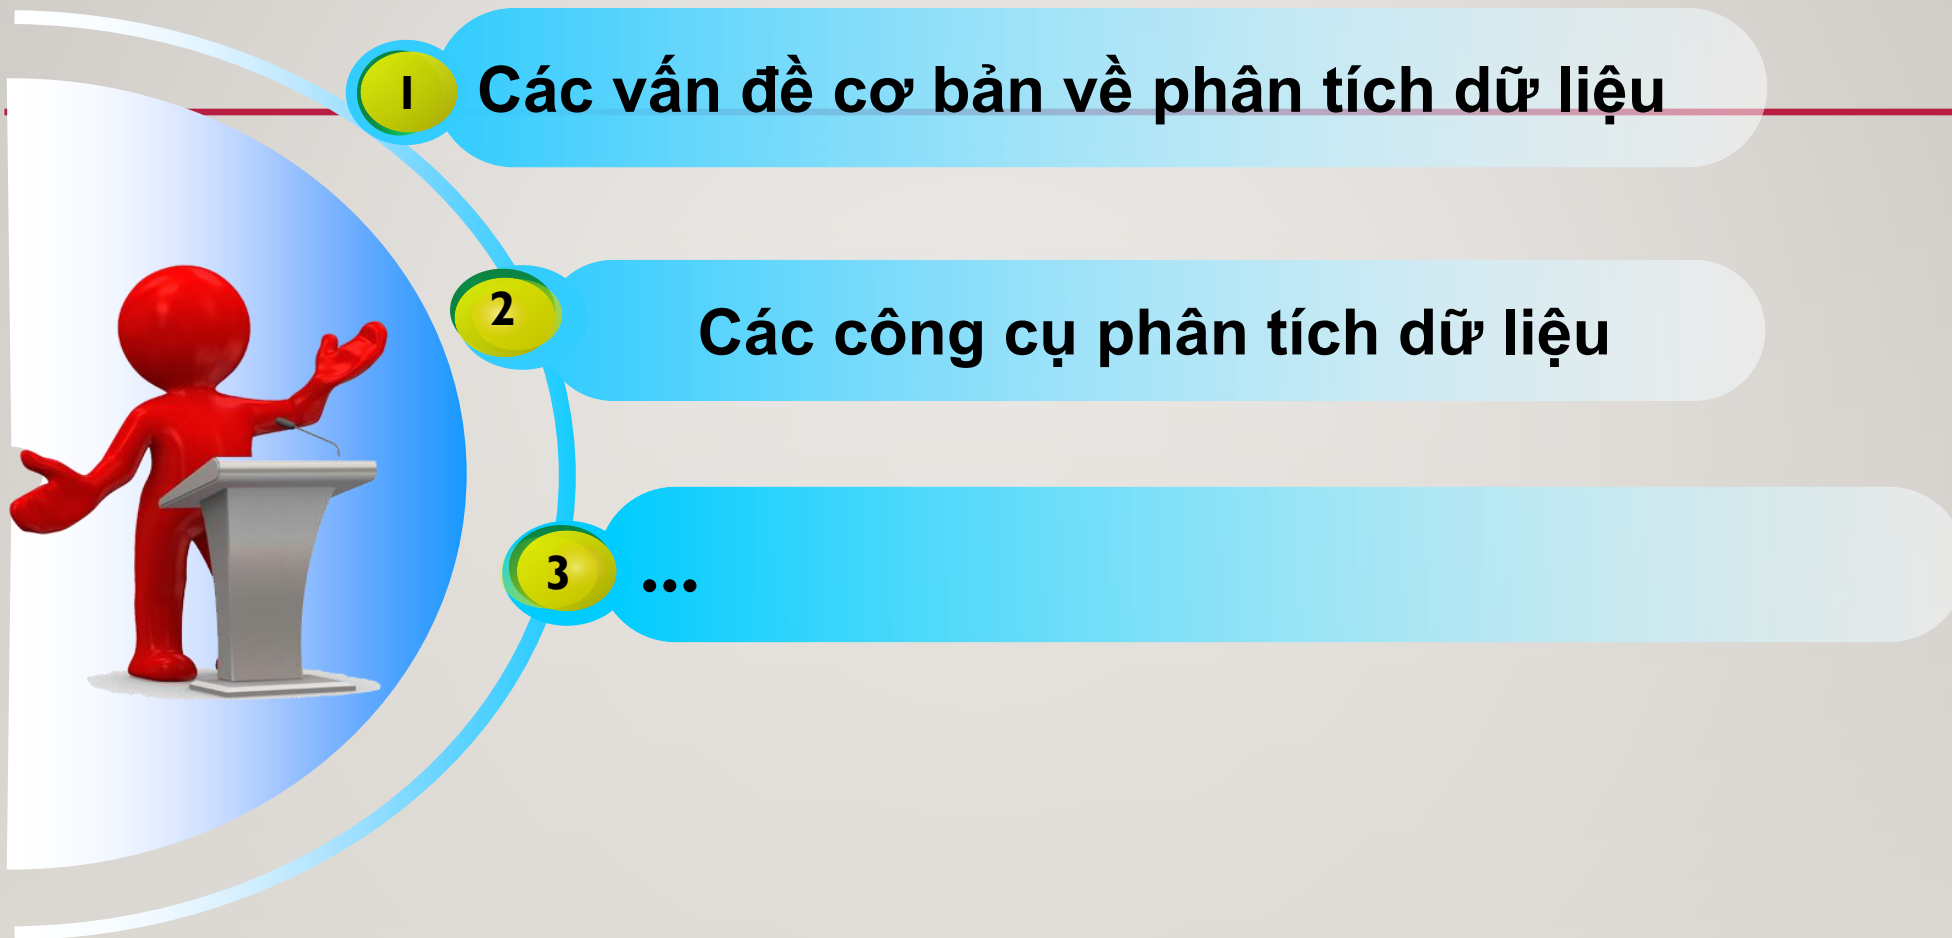 1 Các vấn đề cơ bản về phân tích dữ liệu
2 Các công cụ phân tích dữ liệu
3 ...